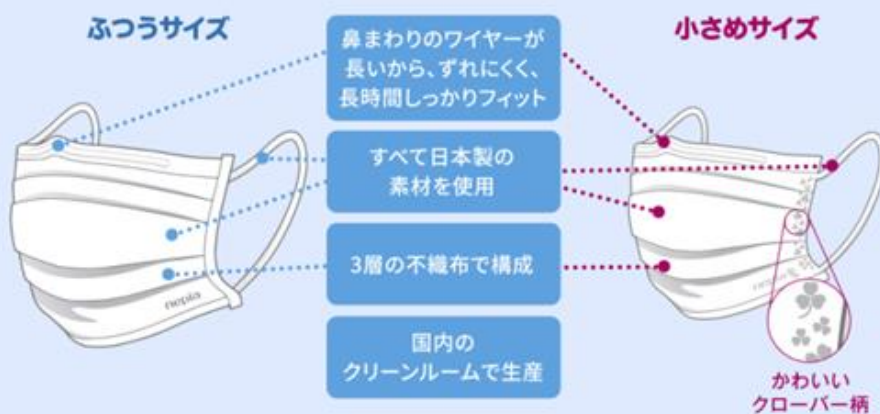 ふつうサイズ
小さめサイズ
鼻まわりのワイヤーが
長いから、ずれにくく、
長時間しっかりフィット
すべて日本製の
素材を使用
3層の不織布で構成
国内の
クリーンルームで生産
nepia
nepia
かわいい
クローバー柄